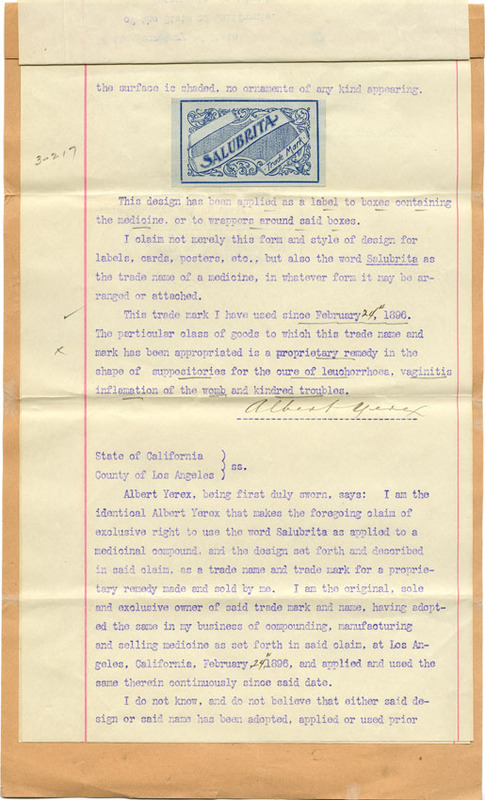 the surface is shaded, no ornaments of any kind appearing.
SALUBRITA
Trade Mark
3-217
This design has been applied as a label to boxes containing
the medicine, or to wrappers around said boxes.
I claim not merely this form and style of design for
labels, cards, posters, etc., but also the word Salubrita as
the trade name of a medicine, in whatever form it may be ar-
ranged or attached.
This trade mark I have used since February 24th, 1896.
The particular class of goods to which this trade name and
mark has been appropriated is a proprietary remedy in the
x
shape of suppositories for the cure of leuchorrhoea, vaginitis
inflamation of the womb and kindred troubles.
Albert Yerex
State of California )
County of Los Angeles ) ss.
Albert Yerex, being first duly sworn, says: I am the
identical Albert Yerox that makes the foregoing claim of
exclusive right to use the word Salubrita as applied to a
medicinal compound, and the design set forth and described
in said claim, as a trade name and trade mark for a proprie-
tary remedy made and sold by me. I am the original, sole
and exclusive owner of said trade mark and name, having adopt-
ed the same in my business of compounding, manufacturing
and selling medicine as set forth in said claim, at Los An-
geles, California, February 24th 1896, and applied and used the
same therein continuously since said date.
I do not know, and do not believe that either said de-
sign or said name has been adopted, applied or used prior